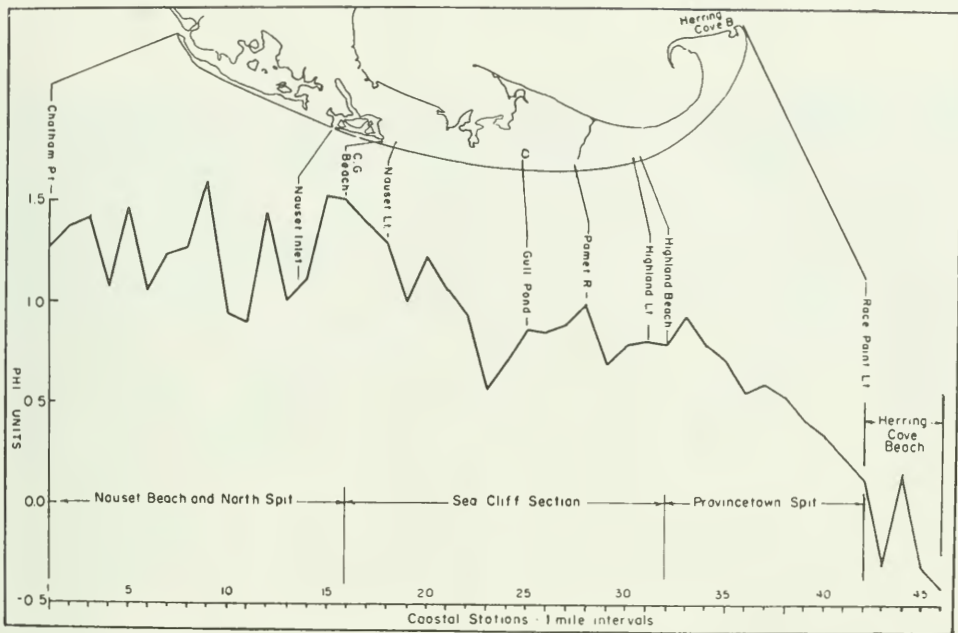 Herring
Cove B
Chatham Pt
Nauset Inlet
C.G
Beach
Nauset Lt.
Gull Pond
Pamet R
Highland Lt
Highland Beach
Race Point Lt
Herring
Cove
Beach
PHI UNITS
1.5
1.0
0.5
0.0
-0.5
Nauset Beach and North Spit
Sea Cliff Section
Provincetown Spit
1 5 10 15 20 25 30 35 40 45
Coastal Stations - 1 mile intervals